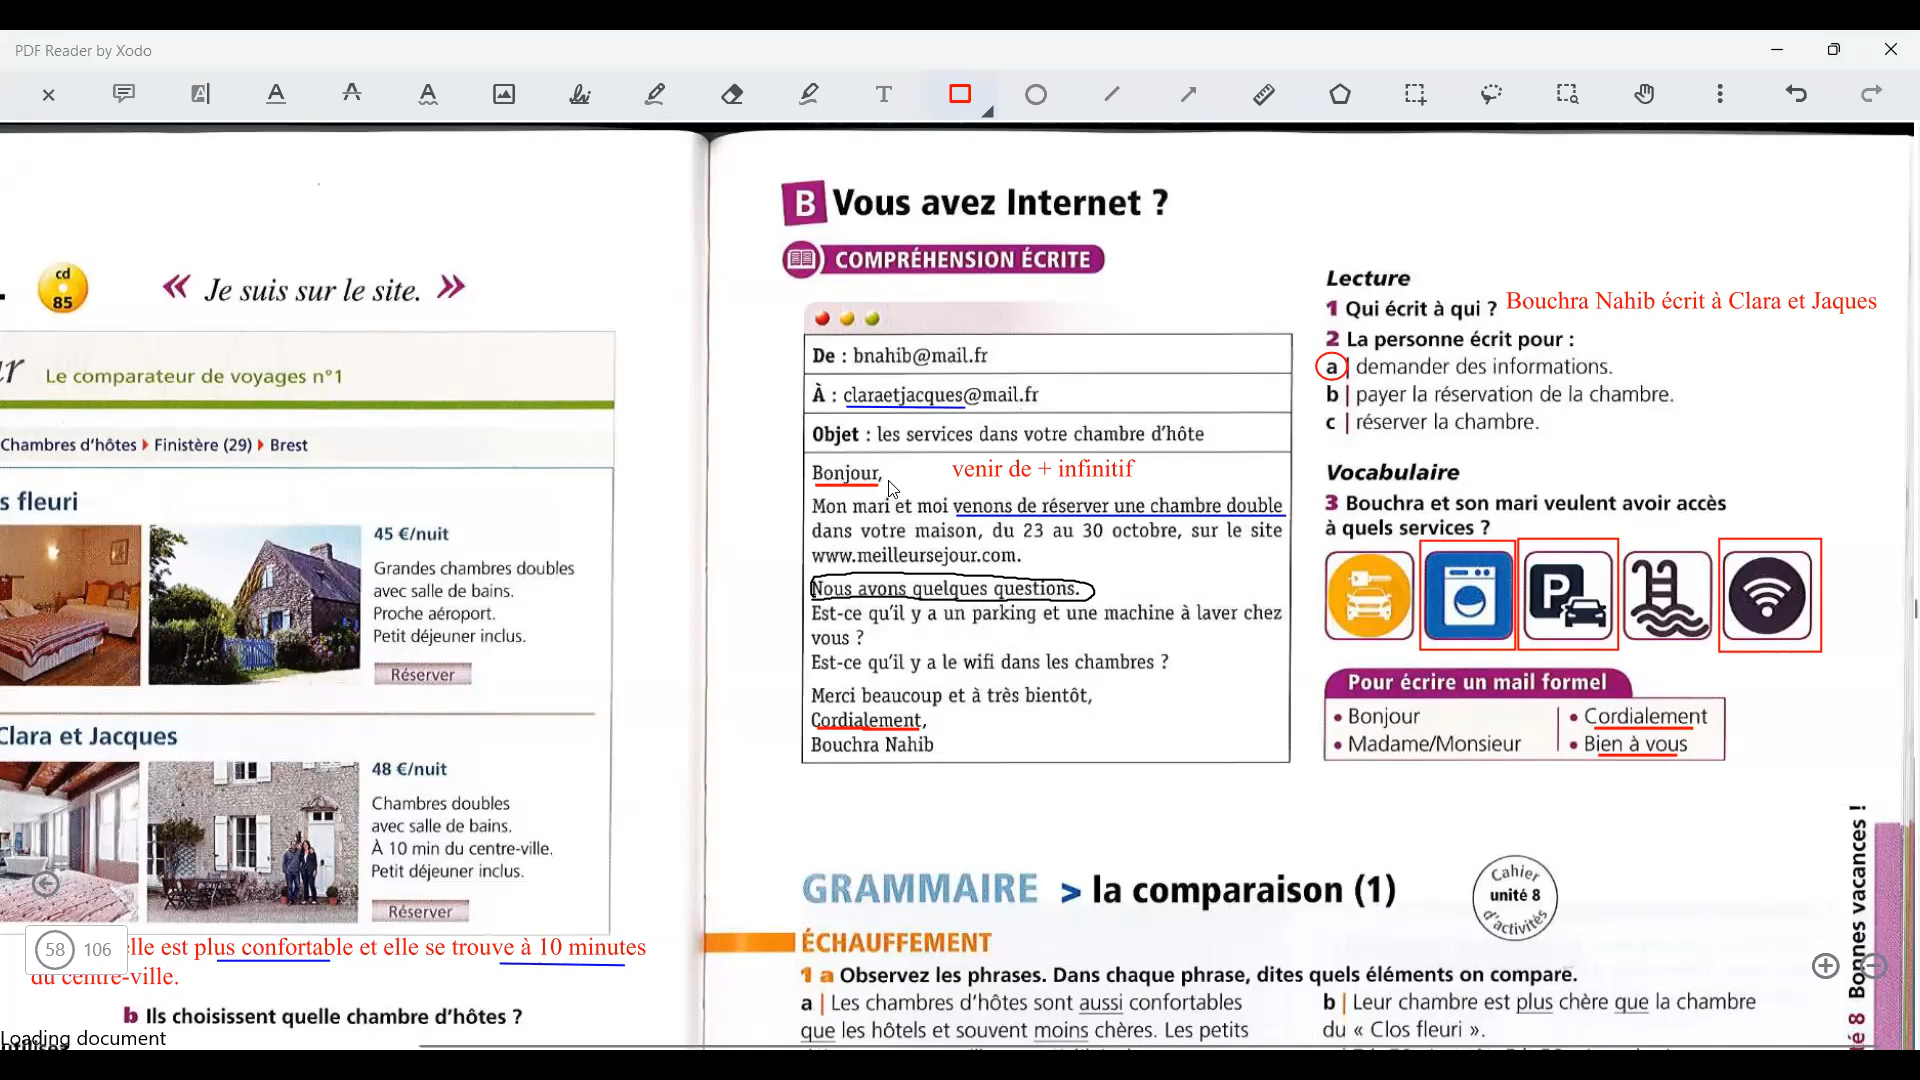 PDF Reader by Xodo
cd
85
« Je suis sur le site. »
Le comparateur de voyages n°1
Chambres d'hôtes Finistère (29) Brest
s fleuri
45 €/nuit
Grandes chambres doubles
avec salle de bains.
Proche aéroport.
Petit déjeuner inclus.
Réserver
Clara et Jacques
48 €/nuit
Chambres doubles
avec salle de bains.
À 10 min du centre-ville.
Petit déjeuner inclus.
Réserver
58 106
elle est plus confortable et elle se trouve à 10 minutes
du centre-ville.
b Ils choisissent quelle chambre d'hôtes ?
Loading document
B Vous avez Internet ?
COMPRÉHENSION ÉCRITE
De : bnahib@mail.fr
À : claraetjacques@mail.fr
Objet : les services dans votre chambre d'hôte
Bonjour, venir de + infinitif
Mon mari et moi venons de réserver une chambre double
dans votre maison, du 23 au 30 octobre, sur le site
www.meilleursejour.com.
Nous avons quelques questions.
Est-ce qu'il y a un parking et une machine à laver chez
vous ?
Est-ce qu'il y a le wifi dans les chambres ?
Merci beaucoup et à très bientôt,
Cordialement,
Bouchra Nahib
Lecture
1 Qui écrit à qui ? Bouchra Nahib écrit à Clara et Jaques
2 La personne écrit pour :
a | demander des informations.
b | payer la réservation de la chambre.
c | réserver la chambre.
Vocabulaire
3 Bouchra et son mari veulent avoir accès
à quels services ?
P
Pour écrire un mail formel
• Bonjour
• Madame/Monsieur
• Cordialement
• Bien à vous
GRAMMAIRE > la comparaison (1)
Cahier
unité 8
d'activités
ÉCHAUFFEMENT
1 a Observez les phrases. Dans chaque phrase, dites quels éléments on compare.
a | Les chambres d'hôtes sont aussi confortables
que les hôtels et souvent moins chères. Les petits
b | Leur chambre est plus chère que la chambre
du « Clos fleuri ».
té 8 Bonnes vacances !